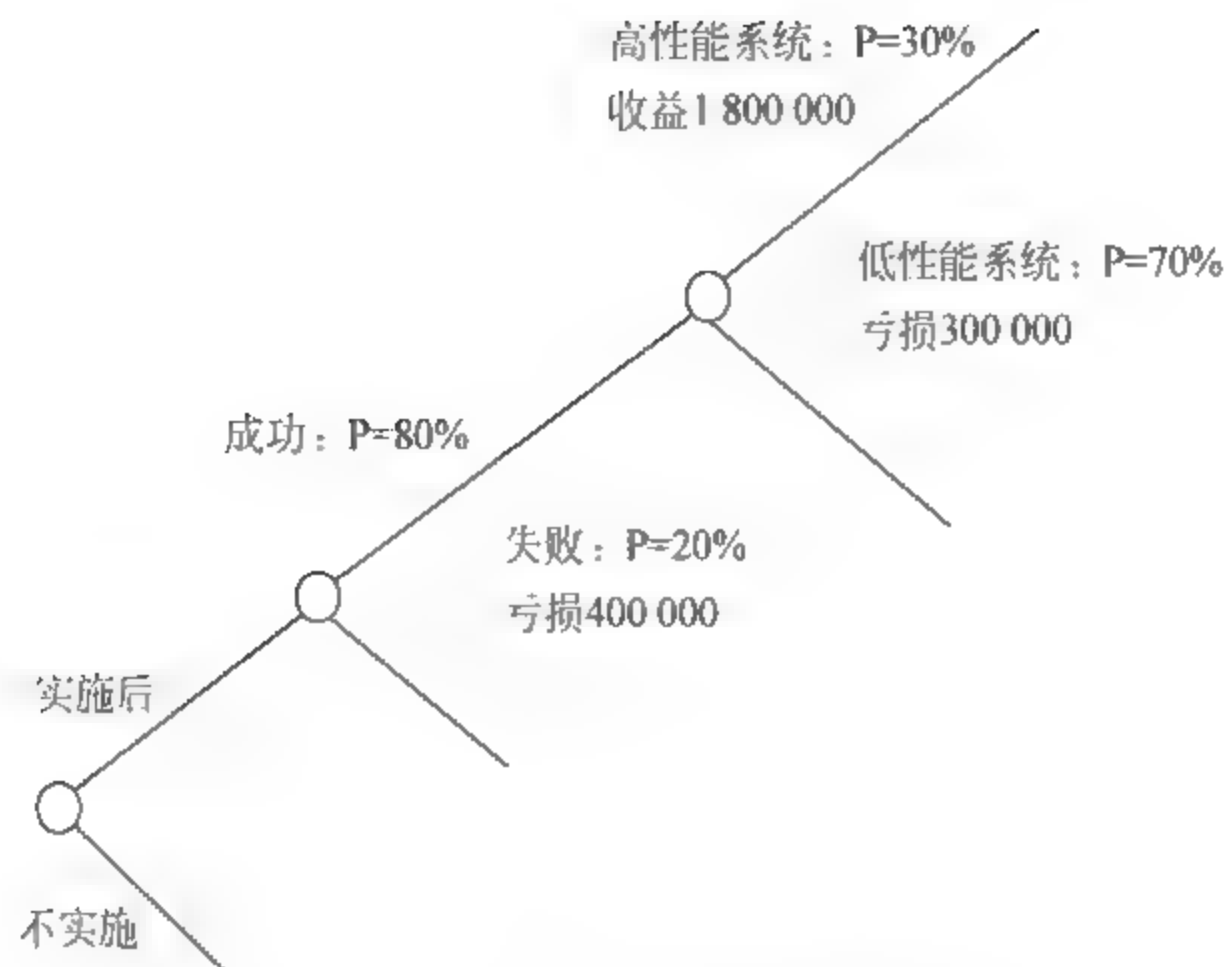 高性能系统：P=30%
收益1 800 000
低性能系统：P=70%
亏损300 000
成功：P=80%
失败：P=20%
亏损400 000
实施后
不实施